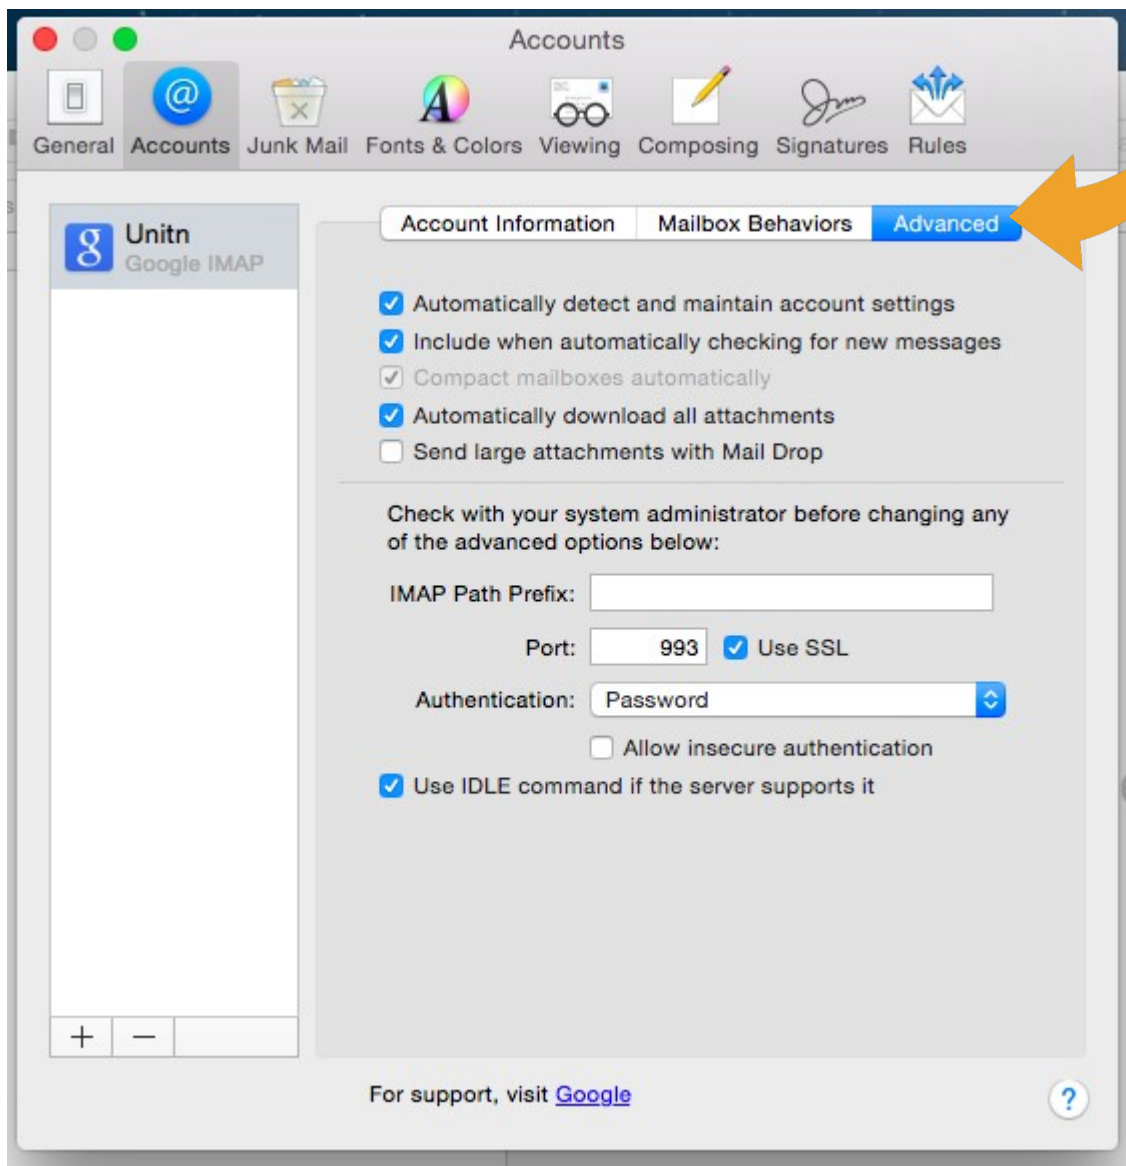 Accounts
General Accounts Junk Mail Fonts & Colors Viewing Composing Signatures Rules
Unitn
Google IMAP
Account Information Mailbox Behaviors Advanced
Automatically detect and maintain account settings
Include when automatically checking for new messages
Compact mailboxes automatically
Automatically download all attachments
Send large attachments with Mail Drop
Check with your system administrator before changing any
of the advanced options below:
IMAP Path Prefix:
Port: 993 Use SSL
Authentication: Password
Allow insecure authentication
Use IDLE command if the server supports it
+ −
For support, visit Google
?